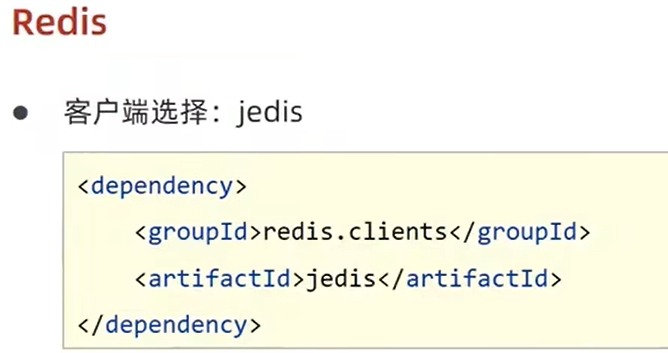 Redis
● 客户端选择：jedis
<dependency>
    <groupId>redis.clients</groupId>
    <artifactId>jedis</artifactId>
</dependency>